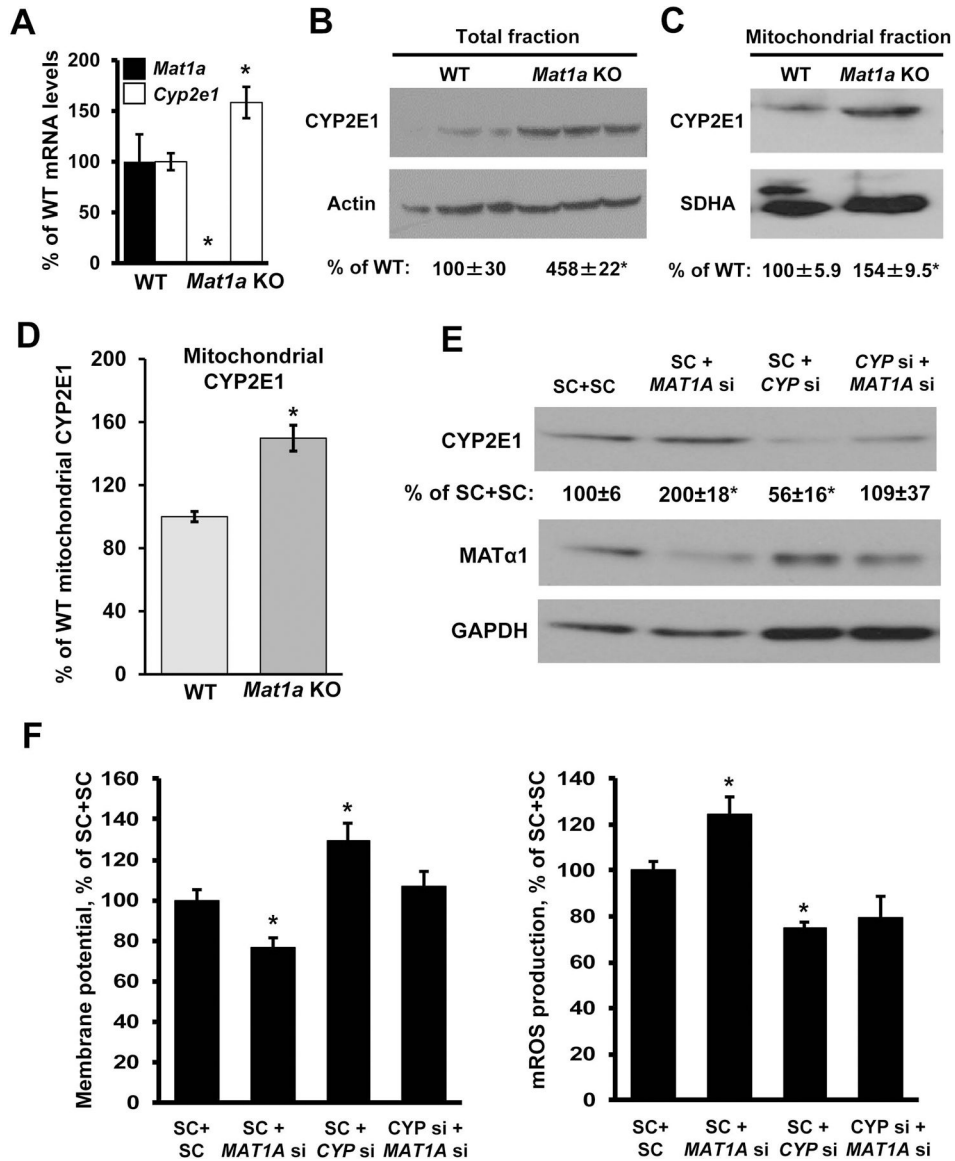 A
% of WT mRNA levels
200
150
100
50
0
Mat1a
Cyp2e1
*
*
WT
Mat1a KO
B
Total fraction
WT
Mat1a KO
CYP2E1
Actin
% of WT:
100±30
458±22*
C
Mitochondrial fraction
WT
Mat1a KO
CYP2E1
SDHA
% of WT:
100±5.9
154±9.5*
D
% of WT mitochondrial CYP2E1
Mitochondrial
CYP2E1
200
160
120
80
40
0
*
WT
Mat1a KO
E
SC+SC
SC +
MAT1A si
SC +
CYP si
CYP si +
MAT1A si
CYP2E1
% of SC+SC:
100±6
200±18*
56±16*
109±37
MATα1
GAPDH
F
Membrane potential, % of SC+SC
160
140
120
100
80
60
40
20
0
*
*
SC+
SC
SC +
MAT1A si
SC +
CYP si
CYP si +
MAT1A si
mROS production, % of SC+SC
140
120
100
80
60
40
20
0
*
*
SC+
SC
SC +
MAT1A si
SC +
CYP si
CYP si +
MAT1A si